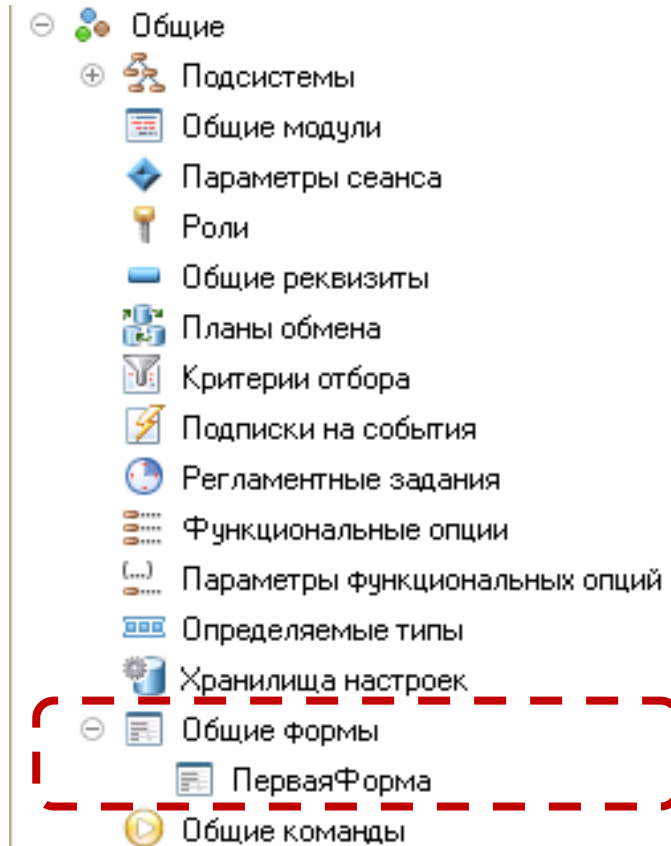 Общие
Подсистемы
Общие модули
Параметры сеанса
Роли
Общие реквизиты
Планы обмена
Критерии отбора
Подписки на события
Регламентные задания
Функциональные опции
(...) Параметры функциональных опций
Определяемые типы
Хранилища настроек
Общие формы
ПерваяФорма
Общие команды